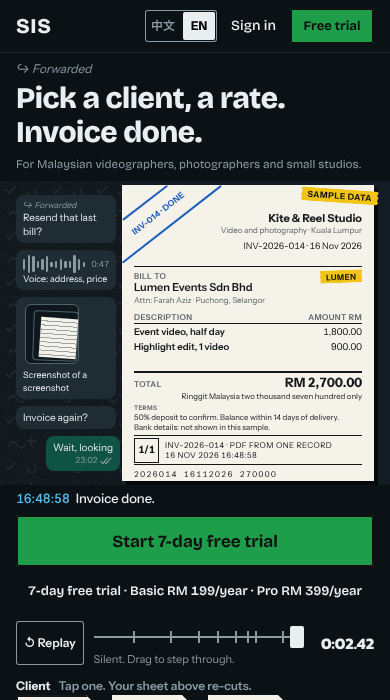 SIS
中文 EN
Sign in
Free trial
↪ Forwarded
Pick a client, a rate.
Invoice done.
For Malaysian videographers, photographers and small studios.
↪ Forwarded
Resend that last
bill?
0:47
Voice: address, price
Screenshot of a
screenshot
Invoice again?
Wait, looking
23:02
INV-014 · DONE
SAMPLE DATA
Kite & Reel Studio
Video and photography · Kuala Lumpur
INV-2026-014 · 16 Nov 2026
BILL TO
LUMEN
Lumen Events Sdn Bhd
Attn: Farah Aziz · Puchong, Selangor
DESCRIPTION AMOUNT RM
Event video, half day 1,800.00
Highlight edit, 1 video 900.00
TOTAL RM 2,700.00
Ringgit Malaysia two thousand seven hundred only
TERMS
50% deposit to confirm. Balance within 14 days of delivery.
Bank details: not shown in this sample.
1/1
INV-2026-014 · PDF FROM ONE RECORD
16 NOV 2026 16:48:58
2026014 16112026 270000
16:48:58 Invoice done.
Start 7-day free trial
7-day free trial · Basic RM 199/year · Pro RM 399/year
↺ Replay
0:02.42
Silent. Drag to step through.
Client Tap one. Your sheet above re-cuts.